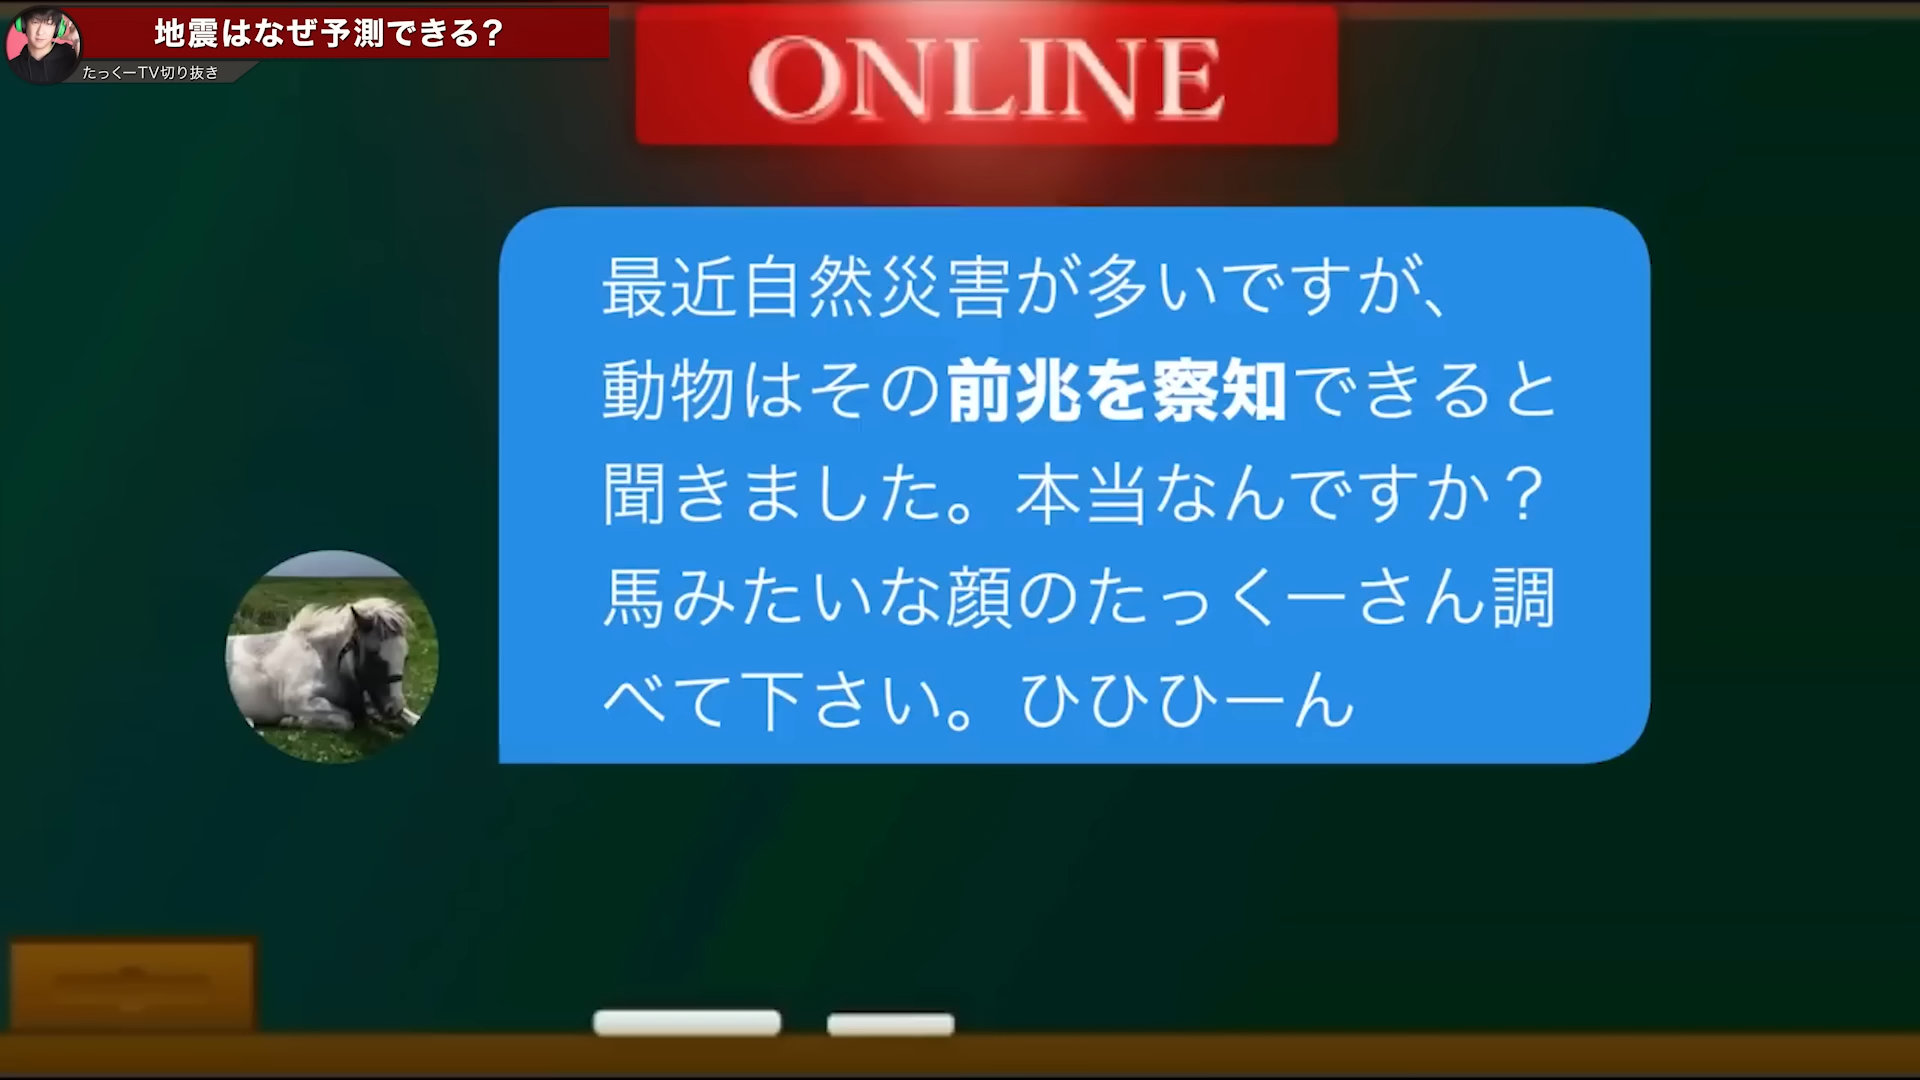 地震はなぜ予測できる？
たっくーTV切り抜き
ONLINE
最近自然災害が多いですが、
動物はその前兆を察知できると
聞きました。本当なんですか？
馬みたいな顔のたっくーさん調
べて下さい。ひひひーん